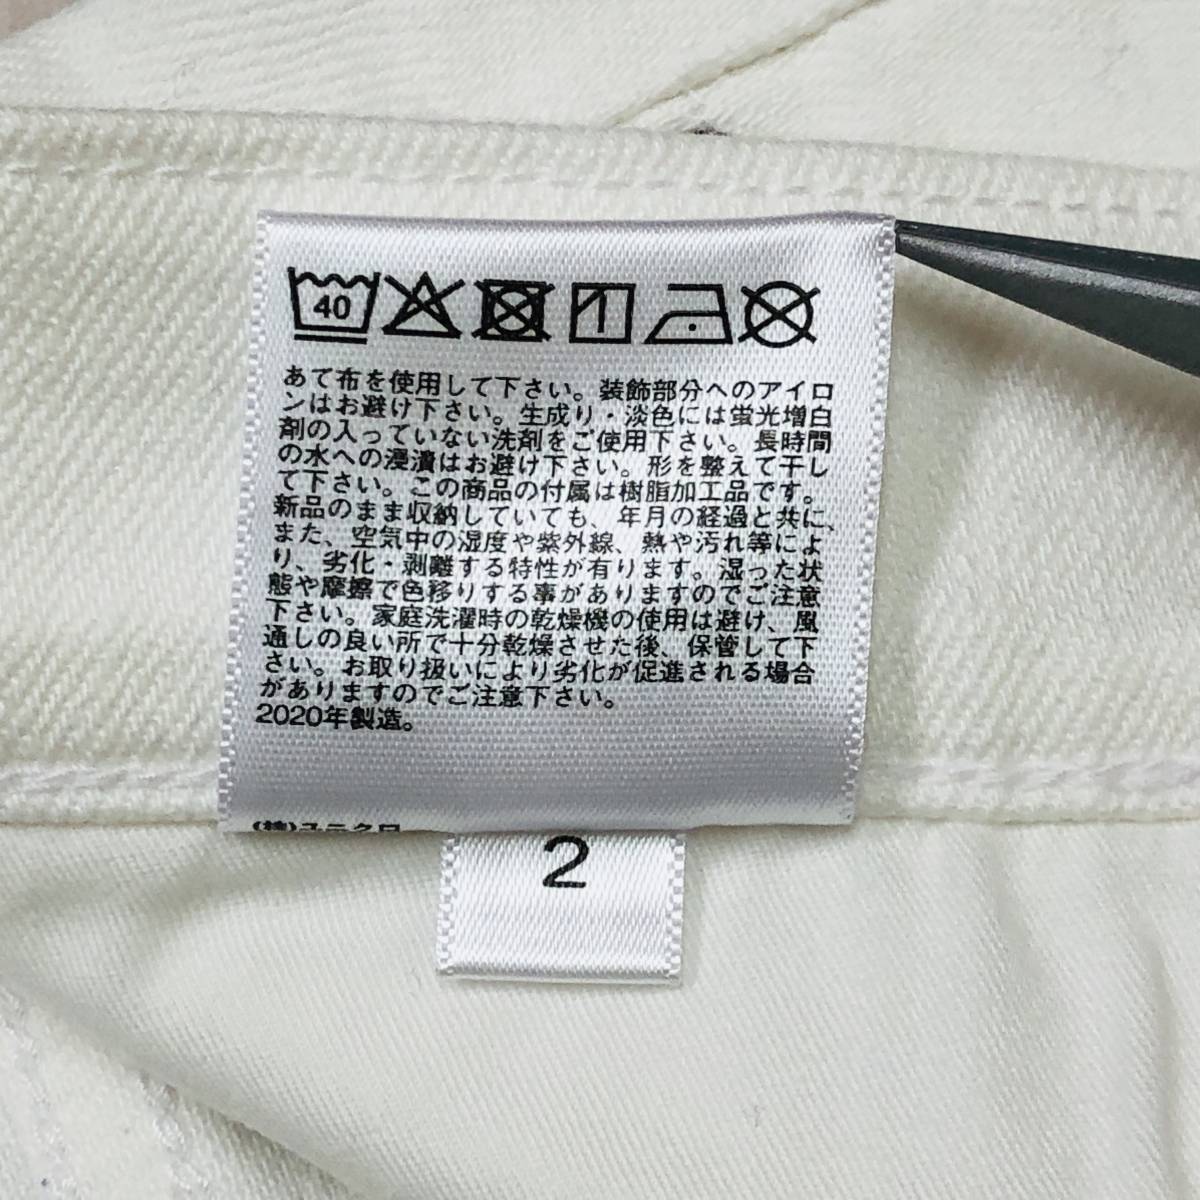 40
あて布を使用して下さい。装飾部分へのアイロ
ンはお避け下さい。生成り・淡色には蛍光増白
剤の入っていない洗剤をご使用下さい。長時間
の水への浸漬はお避け下さい。形を整えて干し
て下さい。この商品の付属は樹脂加工品です。
新品のまま収納していても、年月の経過と共に、
また、空気中の湿度や紫外線、熱や汚れ等によ
り、劣化・剥離する特性が有ります。湿った状
態や摩擦で色移りする事がありますのでご注意
下さい。家庭洗濯時の乾燥機の使用は避け、風
通しの良い所で十分乾燥させた後、保管して下
さい。お取り扱いにより劣化が促進される場合
がありますのでご注意下さい。
2020年製造。
(株)ユニクロ
2